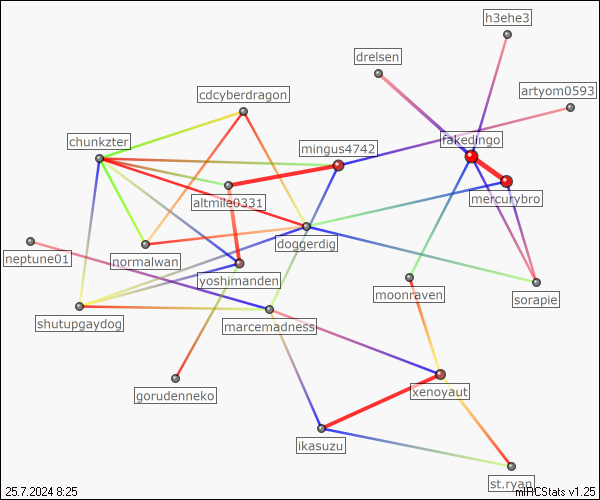 h3ehe3
drelsen
artyom0593
cdcyberdragon
chunkzter
mingus4742
fakedingo
altmile0331
mercurybro
doggerdig
neptune01
normalwan
yoshimanden
moonraven
sorapie
shutupgaydog
marcemadness
gorudenneko
xenoyaut
ikasuzu
st.ryan
25.7.2024 8:25
mIRCStats v1.25